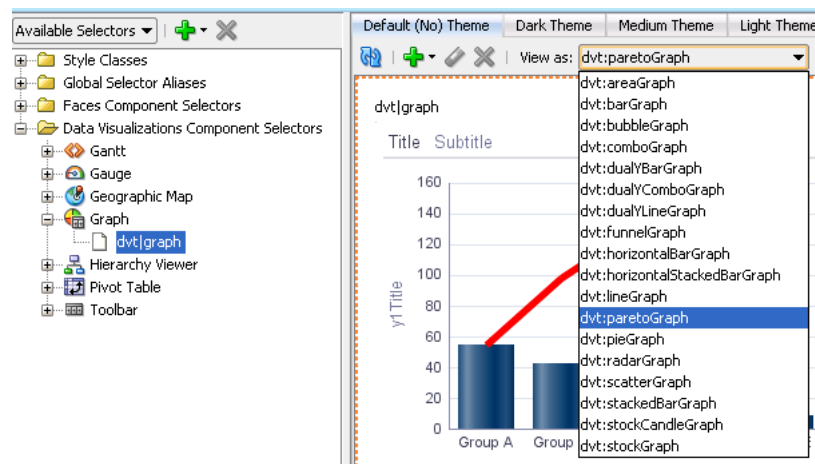 Available Selectors
Style Classes
Global Selector Aliases
Faces Component Selectors
Data Visualizations Component Selectors
Gantt
Gauge
Geographic Map
Graph
dvt|graph
Hierarchy Viewer
Pivot Table
Toolbar
Default (No) Theme Dark Theme Medium Theme Light Theme
View as: dvt:paretoGraph
dvt:areaGraph
dvt:barGraph
dvt:bubbleGraph
dvt:comboGraph
dvt:dualYBarGraph
dvt:dualYComboGraph
dvt:dualYLineGraph
dvt:funnelGraph
dvt:horizontalBarGraph
dvt:horizontalStackedBarGraph
dvt:lineGraph
dvt:paretoGraph
dvt:pieGraph
dvt:radarGraph
dvt:scatterGraph
dvt:stackedBarGraph
dvt:stockCandleGraph
dvt:stockGraph
dvt|graph
Title Subtitle
160
140
120
100
80
60
40
20
0
y1Title
Group A Group